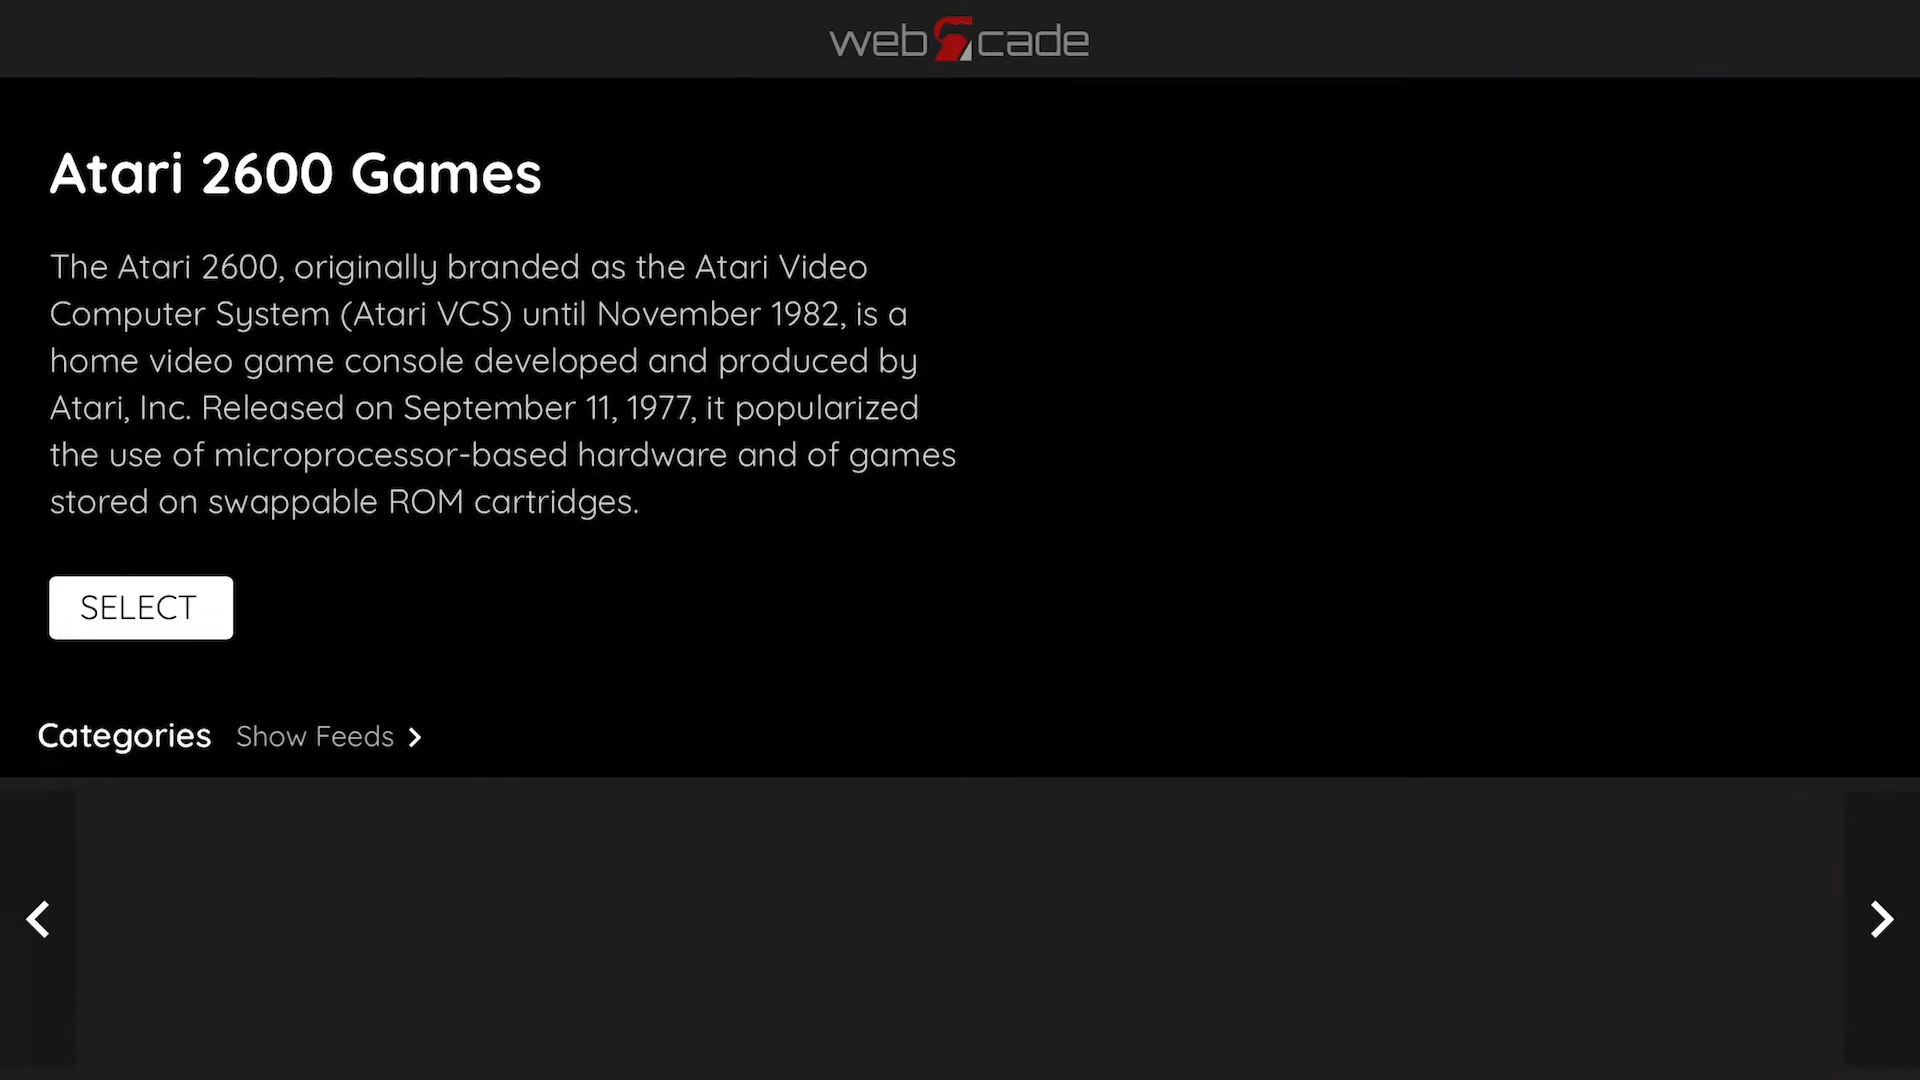 webRcade
Atari 2600 Games
The Atari 2600, originally branded as the Atari Video
Computer System (Atari VCS) until November 1982, is a
home video game console developed and produced by
Atari, Inc. Released on September 11, 1977, it popularized
the use of microprocessor-based hardware and of games
stored on swappable ROM cartridges.
SELECT
Categories Show Feeds